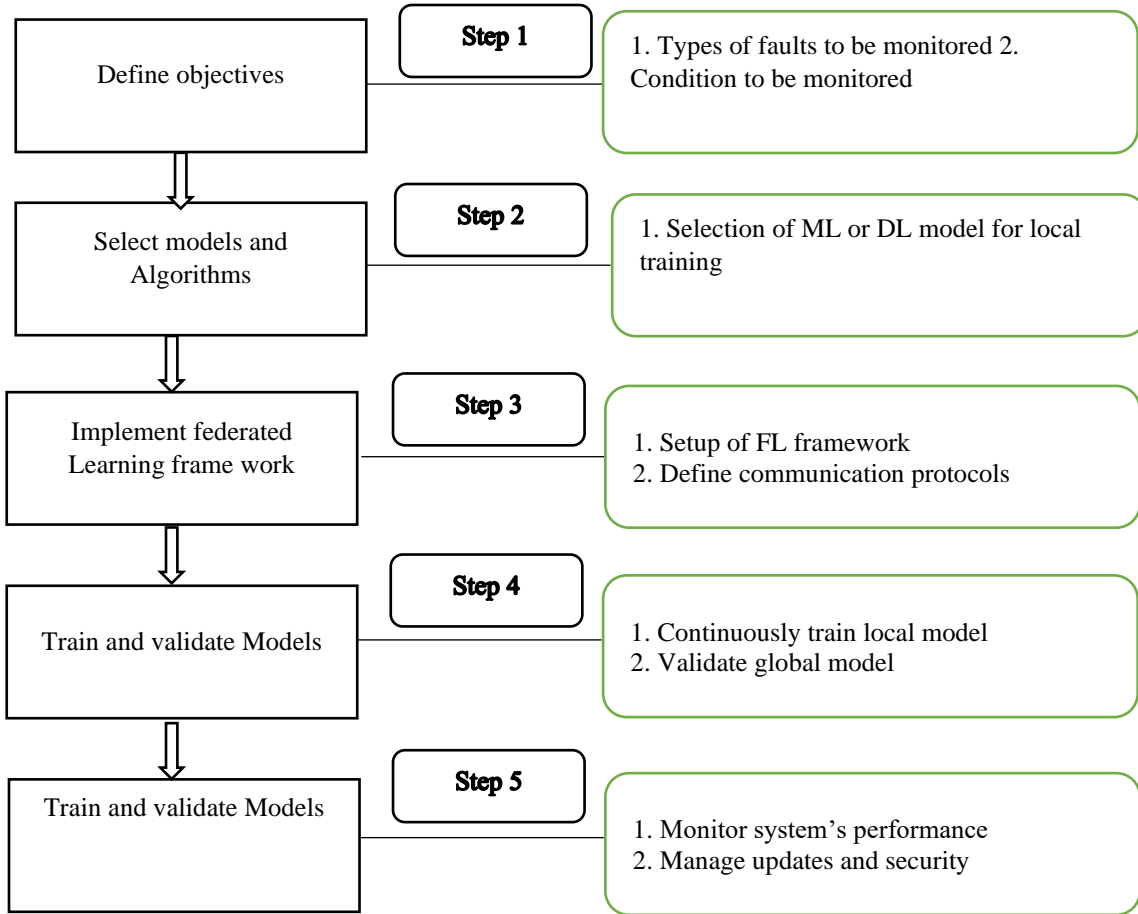 Define objectives
Step 1
1. Types of faults to be monitored 2.
Condition to be monitored
Select models and
Algorithms
Step 2
1. Selection of ML or DL model for local
training
Implement federated
Learning frame work
Step 3
1. Setup of FL framework
2. Define communication protocols
Train and validate Models
Step 4
1. Continuously train local model
2. Validate global model
Train and validate Models
Step 5
1. Monitor system’s performance
2. Manage updates and security